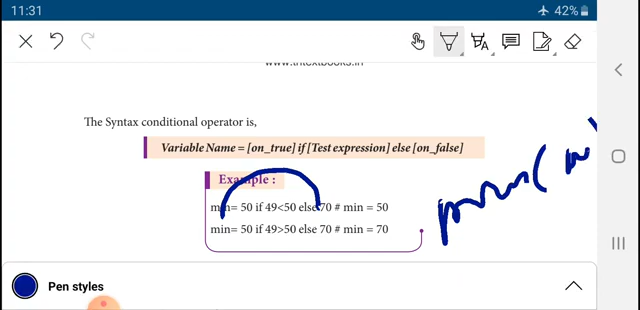 11:31 42%
www.tntextbooks.in
The Syntax conditional operator is,
Variable Name = [on_true] if [Test expression] else [on_false]
Example :
min= 50 if 49<50 else 70 # min = 50
min= 50 if 49>50 else 70 # min = 70
Pen styles